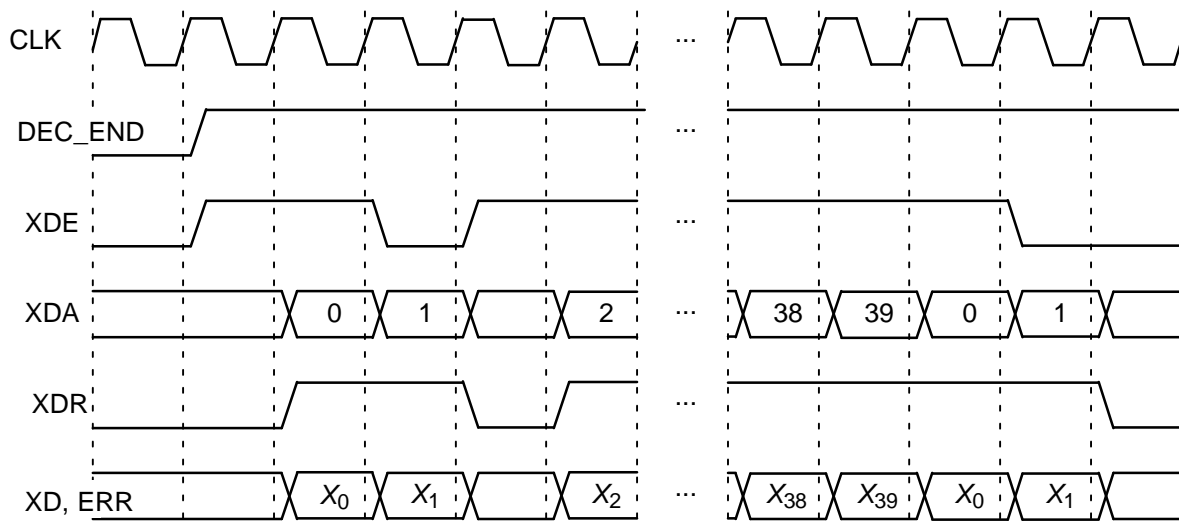 CLK ...
DEC_END ...
XDE ...
XDA 0 1 2 ... 38 39 0 1
XDR ...
XD, ERR X0 X1 X2 ... X38 X39 X0 X1